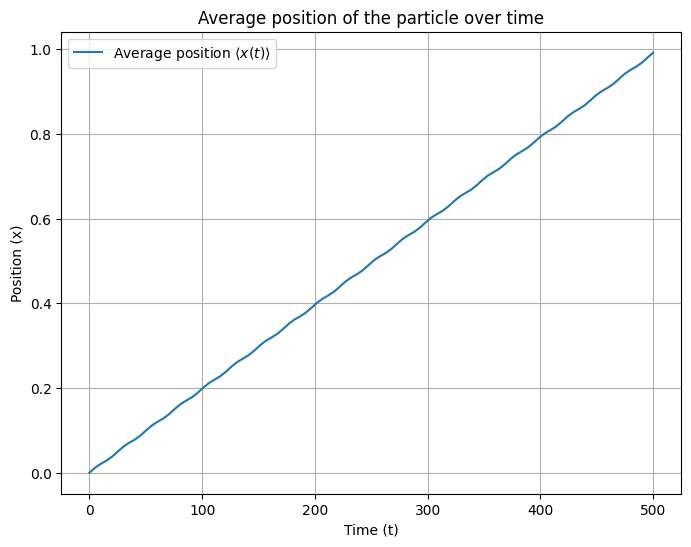 Average position of the particle over time
Average position ⟨x(t)⟩
1.0
0.8
0.6
0.4
0.2
0.0
Position (x)
0 100 200 300 400 500
Time (t)